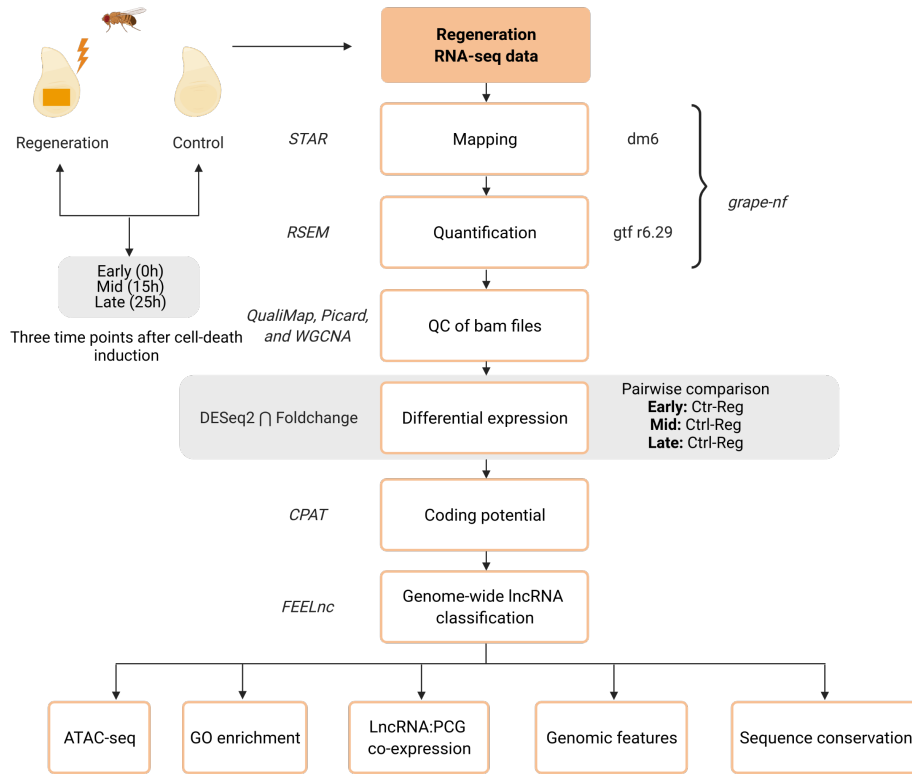 Regeneration
RNA-seq data
Regeneration
Control
STAR
Mapping
dm6
grape-nf
RSEM
Quantification
gtf r6.29
Early (0h)
Mid (15h)
Late (25h)
Three time points after cell-death
induction
QualiMap, Picard,
and WGCNA
QC of bam files
DESeq2 ⋂ Foldchange
Differential expression
Pairwise comparison
Early: Ctr-Reg
Mid: Ctrl-Reg
Late: Ctrl-Reg
CPAT
Coding potential
FEELnc
Genome-wide lncRNA
classification
ATAC-seq
GO enrichment
LncRNA:PCG
co-expression
Genomic features
Sequence conservation